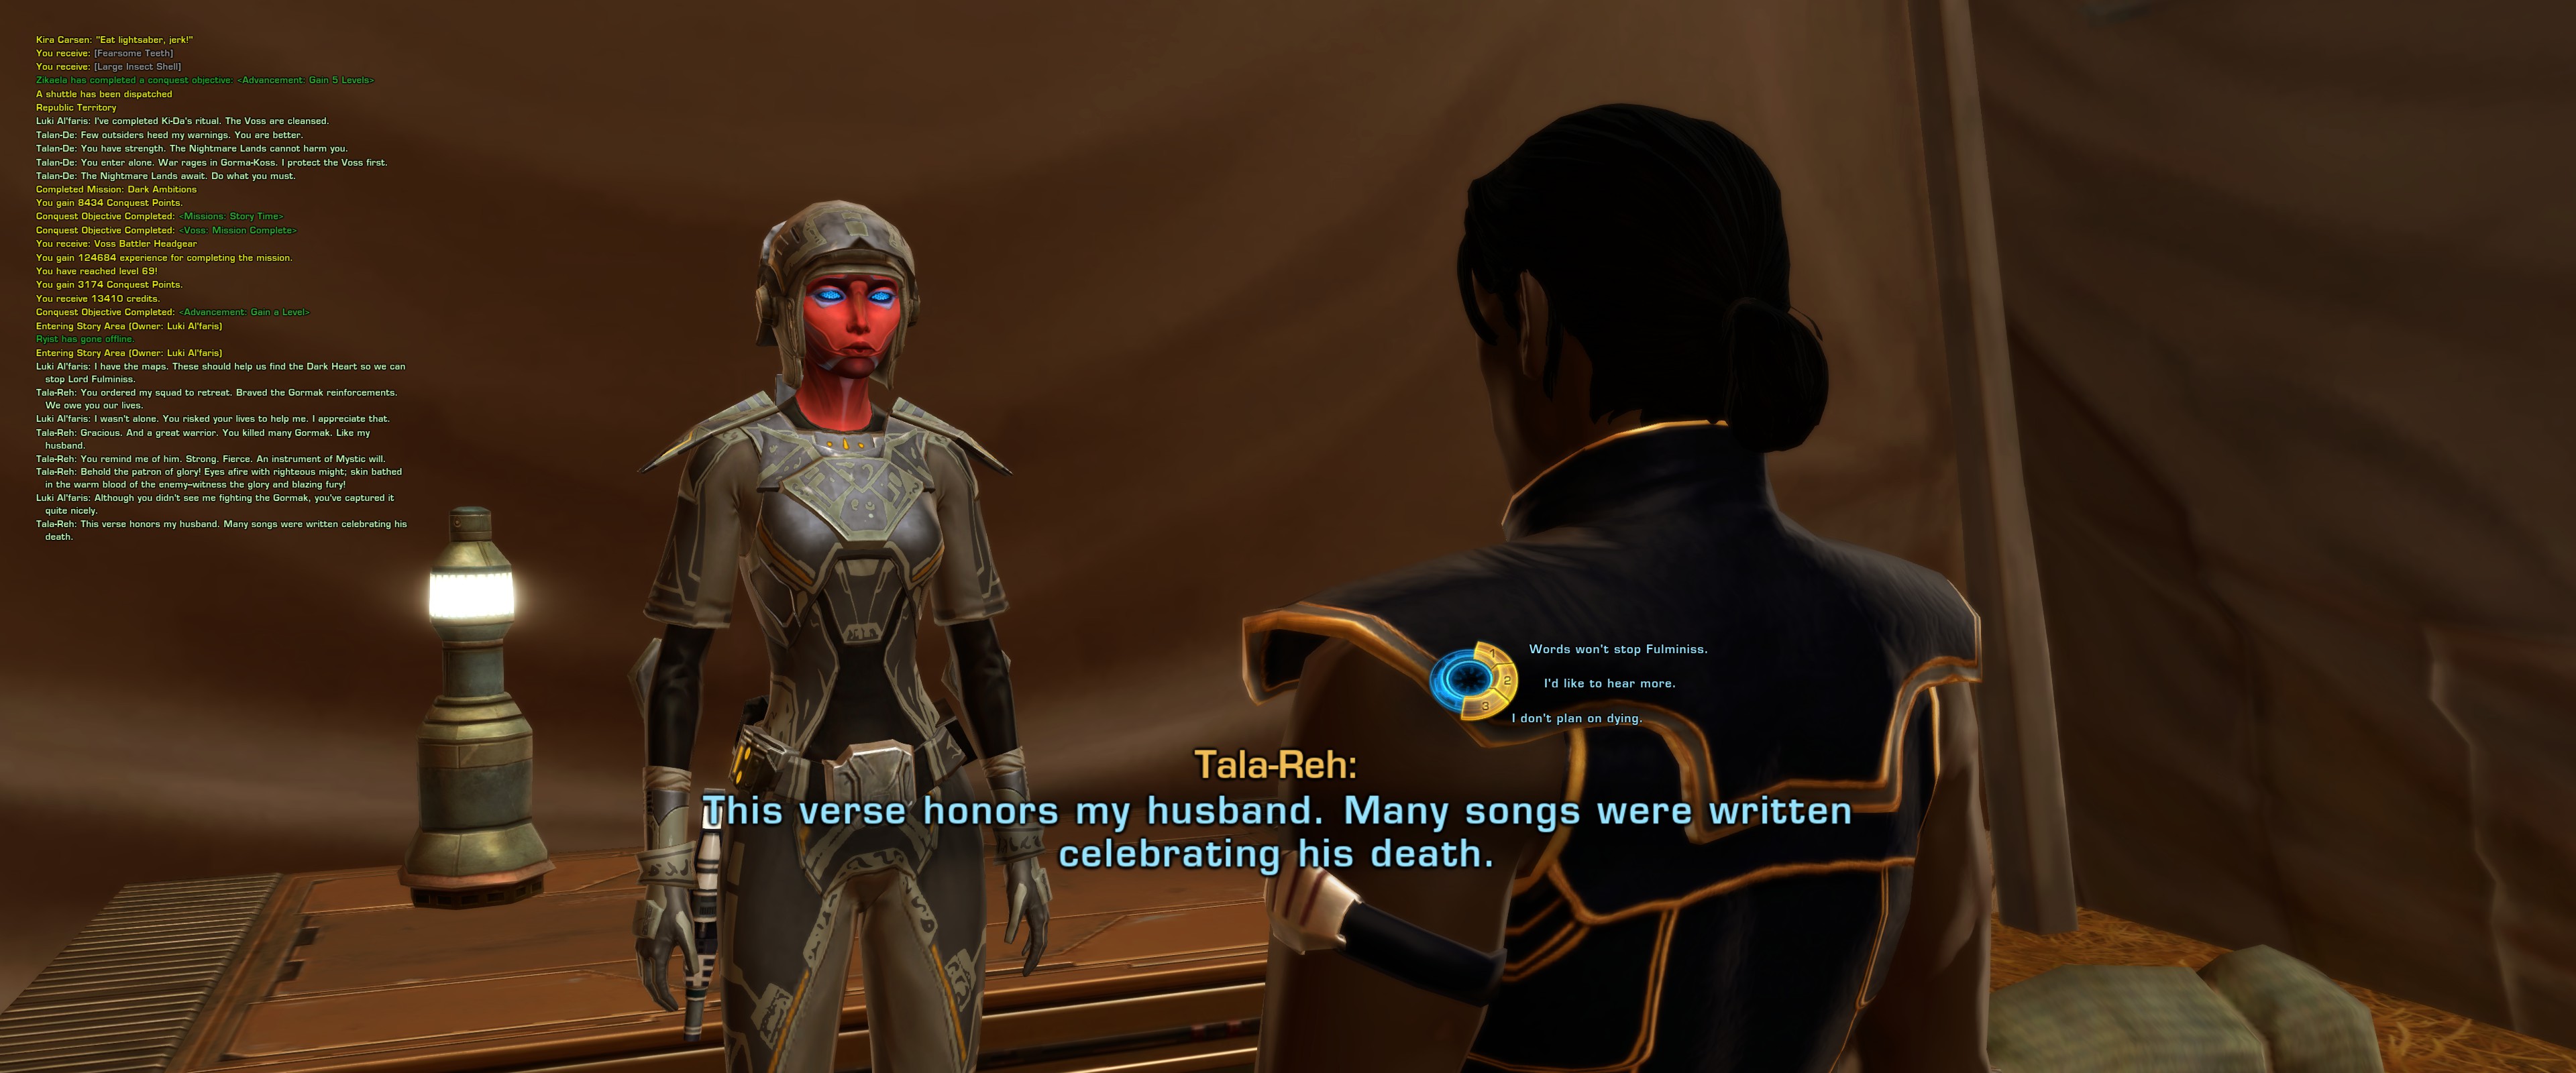 Kira Carsen: "Eat lightsaber, jerk!"
You receive: [Fearsome Teeth]
You receive: [Large Insect Shell]
Zikaela has completed a conquest objective: <Advancement: Gain 5 Levels>
A shuttle has been dispatched
Republic Territory
Luki Al'faris: I've completed Ki-Da's ritual. The Voss are cleansed.
Talan-De: Few outsiders heed my warnings. You are better.
Talan-De: You have strength. The Nightmare Lands cannot harm you.
Talan-De: You enter alone. War rages in Gorma-Koss. I protect the Voss first.
Talan-De: The Nightmare Lands await. Do what you must.
Completed Mission: Dark Ambitions
You gain 8434 Conquest Points.
Conquest Objective Completed: <Missions: Story Time>
Conquest Objective Completed: <Voss: Mission Complete>
You receive: Voss Battler Headgear
You gain 124684 experience for completing the mission.
You have reached level 69!
You gain 3174 Conquest Points.
You receive 13410 credits.
Conquest Objective Completed: <Advancement: Gain a Level>
Entering Story Area (Owner: Luki Al'faris)
Ryist has gone offline.
Entering Story Area (Owner: Luki Al'faris)
Luki Al'faris: I have the maps. These should help us find the Dark Heart so we can
stop Lord Fulminiss.
Tala-Reh: You ordered my squad to retreat. Braved the Gormak reinforcements.
We owe you our lives.
Luki Al'faris: I wasn't alone. You risked your lives to help me. I appreciate that.
Tala-Reh: Gracious. And a great warrior. You killed many Gormak. Like my
husband.
Tala-Reh: You remind me of him. Strong. Fierce. An instrument of Mystic will.
Tala-Reh: Behold the patron of glory! Eyes afire with righteous might; skin bathed
in the warm blood of the enemy--witness the glory and blazing fury!
Luki Al'faris: Although you didn't see me fighting the Gormak, you've captured it
quite nicely.
Tala-Reh: This verse honors my husband. Many songs were written celebrating his
death.
1 Words won't stop Fulminiss.
2 I'd like to hear more.
3 I don't plan on dying.
Tala-Reh:
This verse honors my husband. Many songs were written
celebrating his death.